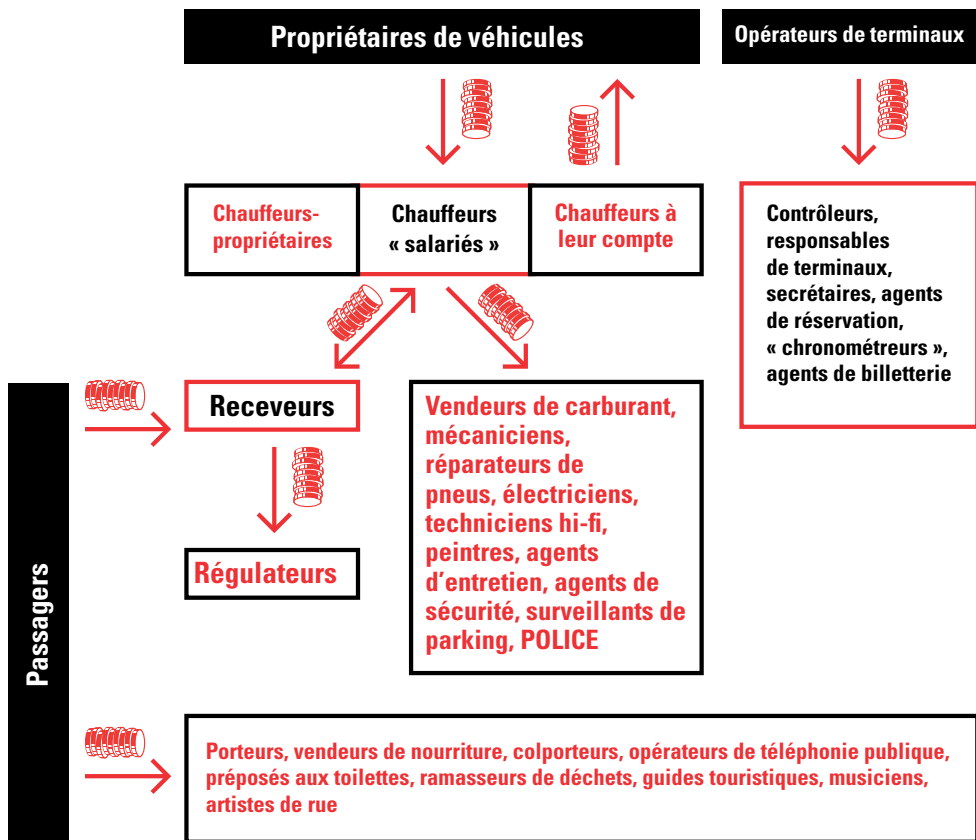 Propriétaires de véhicules
Opérateurs de terminaux
Chauffeurs-
propriétaires
Chauffeurs
« salariés »
Chauffeurs à
leur compte
Contrôleurs,
responsables
de terminaux,
secrétaires, agents
de réservation,
« chronométreurs »,
agents de billetterie
Passagers
Receveurs
Régulateurs
Vendeurs de carburant,
mécaniciens,
réparateurs de
pneus, électriciens,
techniciens hi-fi,
peintres, agents
d’entretien, agents de
sécurité, surveillants de
parking, POLICE
Porteurs, vendeurs de nourriture, colporteurs, opérateurs de téléphonie publique,
préposés aux toilettes, ramasseurs de déchets, guides touristiques, musiciens,
artistes de rue